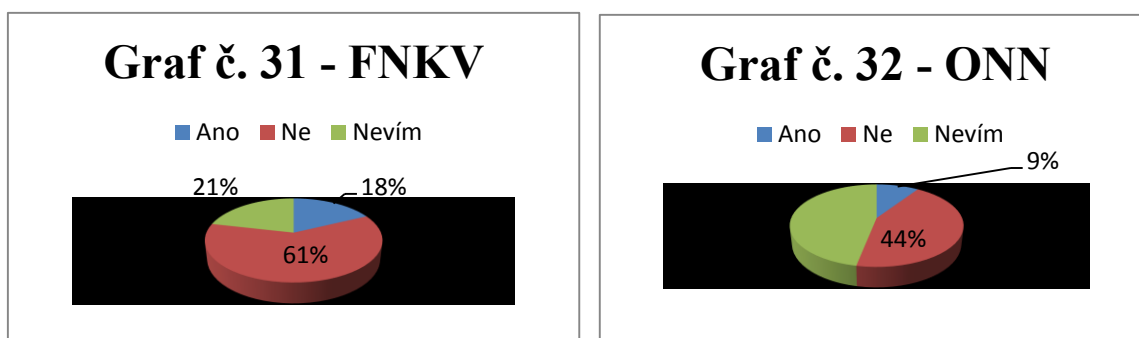 Graf č. 31 - FNKV
Ano Ne Nevím
21%
18%
61%
Graf č. 32 - ONN
Ano Ne Nevím
9%
44%